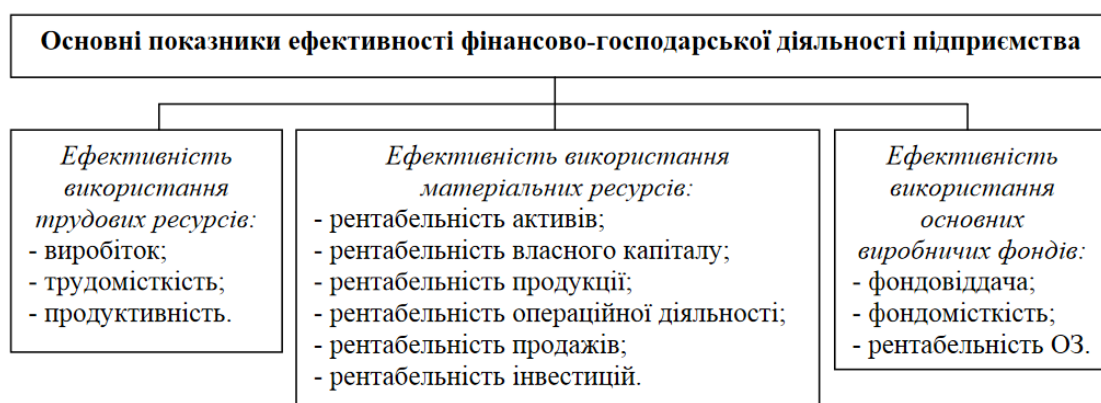 Основні показники ефективності фінансово-господарської діяльності підприємства
Ефективність
використання
трудових ресурсів:
- виробіток;
- трудомісткість;
- продуктивність.
Ефективність використання
матеріальних ресурсів:
- рентабельність активів;
- рентабельність власного капіталу;
- рентабельність продукції;
- рентабельність операційної діяльності;
- рентабельність продажів;
- рентабельність інвестицій.
Ефективність
використання
основних
виробничих фондів:
- фондовіддача;
- фондомісткість;
- рентабельність ОЗ.